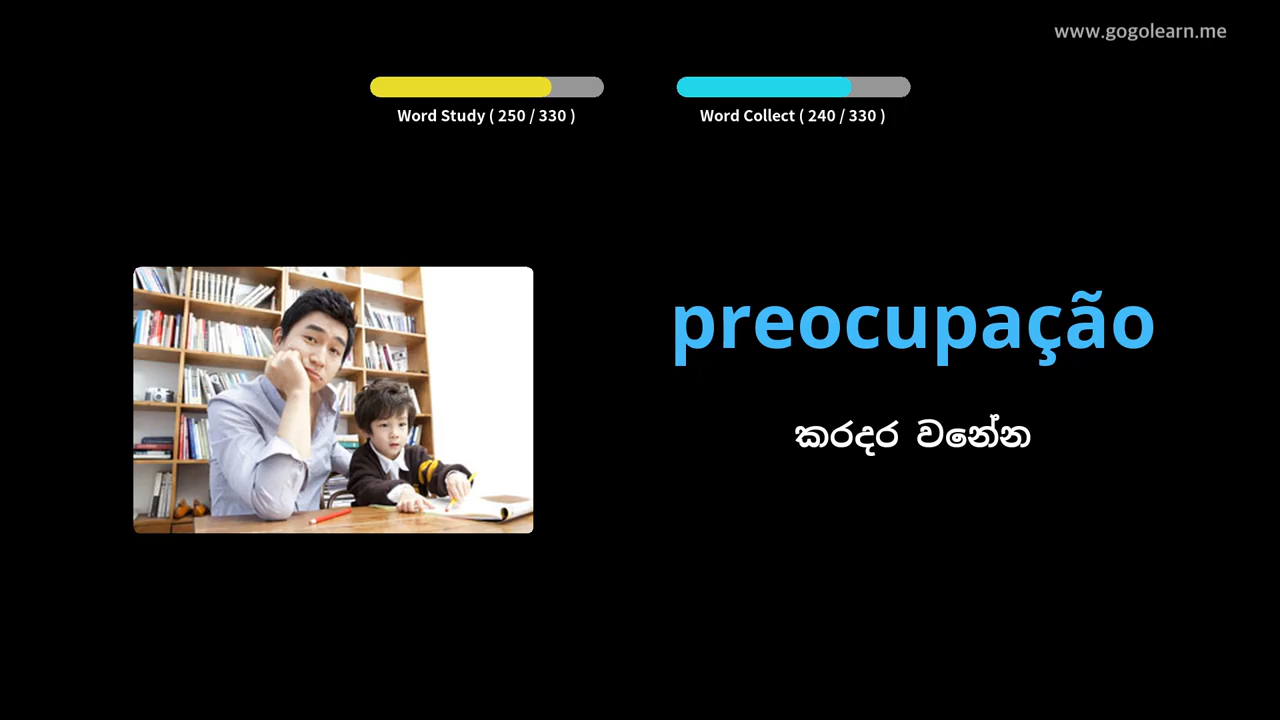 www.gogolearn.me
Word Study ( 250 / 330 )
Word Collect ( 240 / 330 )
preocupação
කරදර වනේන